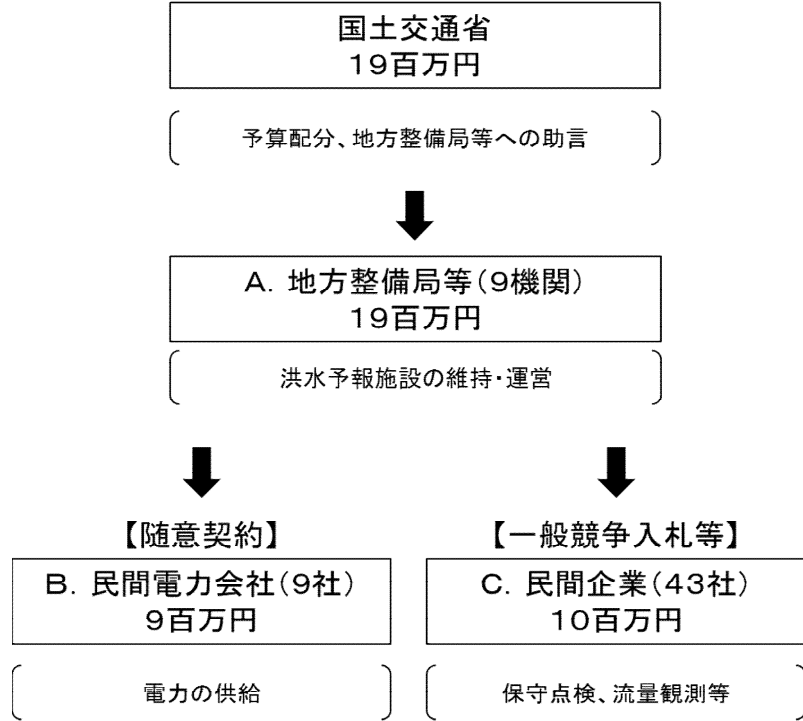 国土交通省
19百万円
予算配分、地方整備局等への助言
A．地方整備局等(9機関)
19百万円
洪水予報施設の維持・運営
【随意契約】
【一般競争入札等】
B．民間電力会社(9社)
9百万円
C．民間企業(43社)
10百万円
電力の供給
保守点検、流量観測等